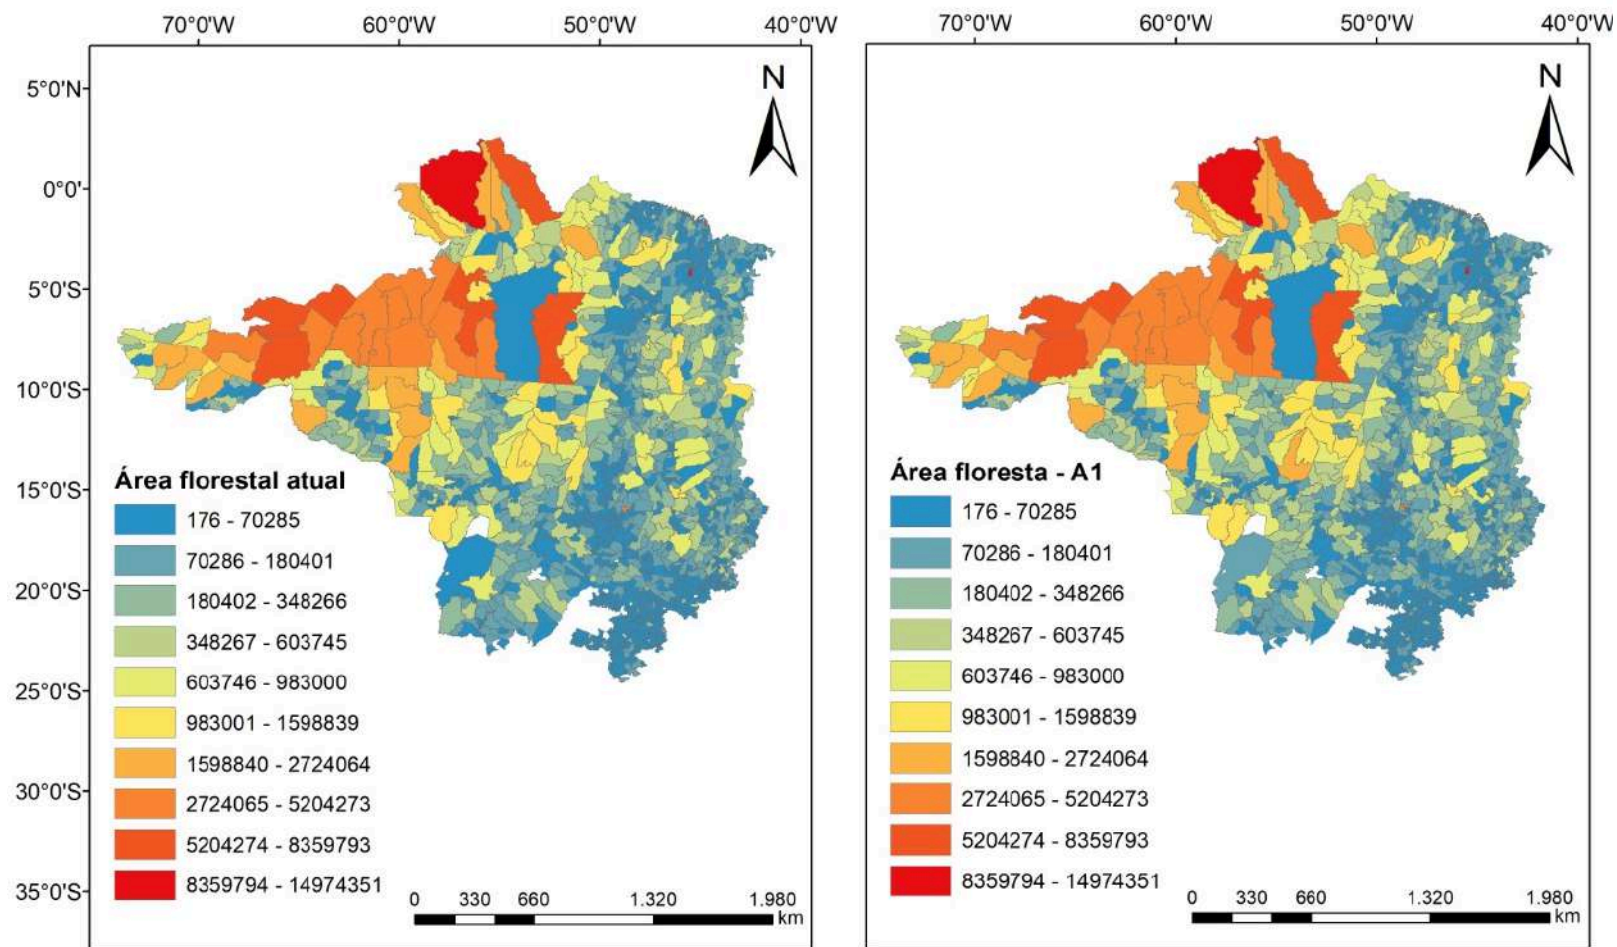 70°0'W 60°0'W 50°0'W 40°0'W
5°0'N
0°0'
5°0'S
10°0'S
15°0'S
20°0'S
25°0'S
30°0'S
35°0'S
N
Área florestal atual
176 - 70285
70286 - 180401
180402 - 348266
348267 - 603745
603746 - 983000
983001 - 1598839
1598840 - 2724064
2724065 - 5204273
5204274 - 8359793
8359794 - 14974351
0 330 660 1.320 1.980
km
70°0'W 60°0'W 50°0'W 40°0'W
N
Área floresta - A1
176 - 70285
70286 - 180401
180402 - 348266
348267 - 603745
603746 - 983000
983001 - 1598839
1598840 - 2724064
2724065 - 5204273
5204274 - 8359793
8359794 - 14974351
0 330 660 1.320 1.980
km